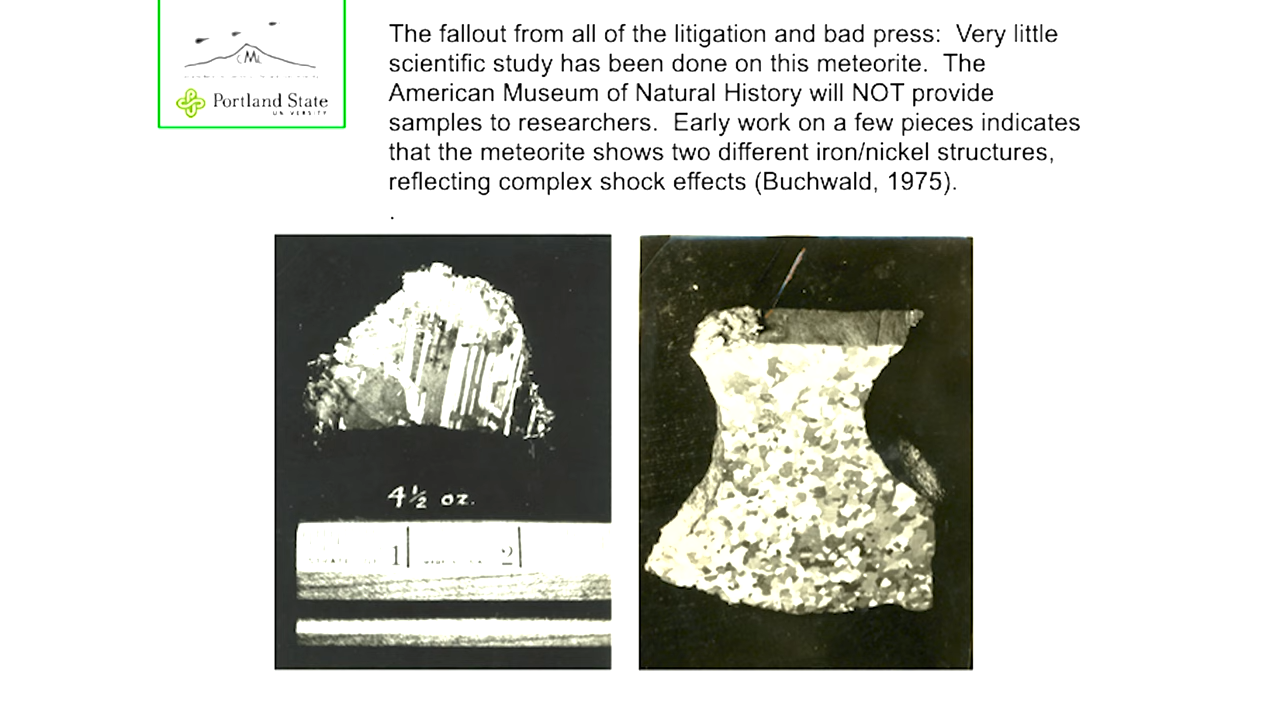 CML
Portland State
UNIVERSITY
The fallout from all of the litigation and bad press:  Very little
scientific study has been done on this meteorite.  The
American Museum of Natural History will NOT provide
samples to researchers.  Early work on a few pieces indicates
that the meteorite shows two different iron/nickel structures,
reflecting complex shock effects (Buchwald, 1975).
.
4½ oz.
1 2